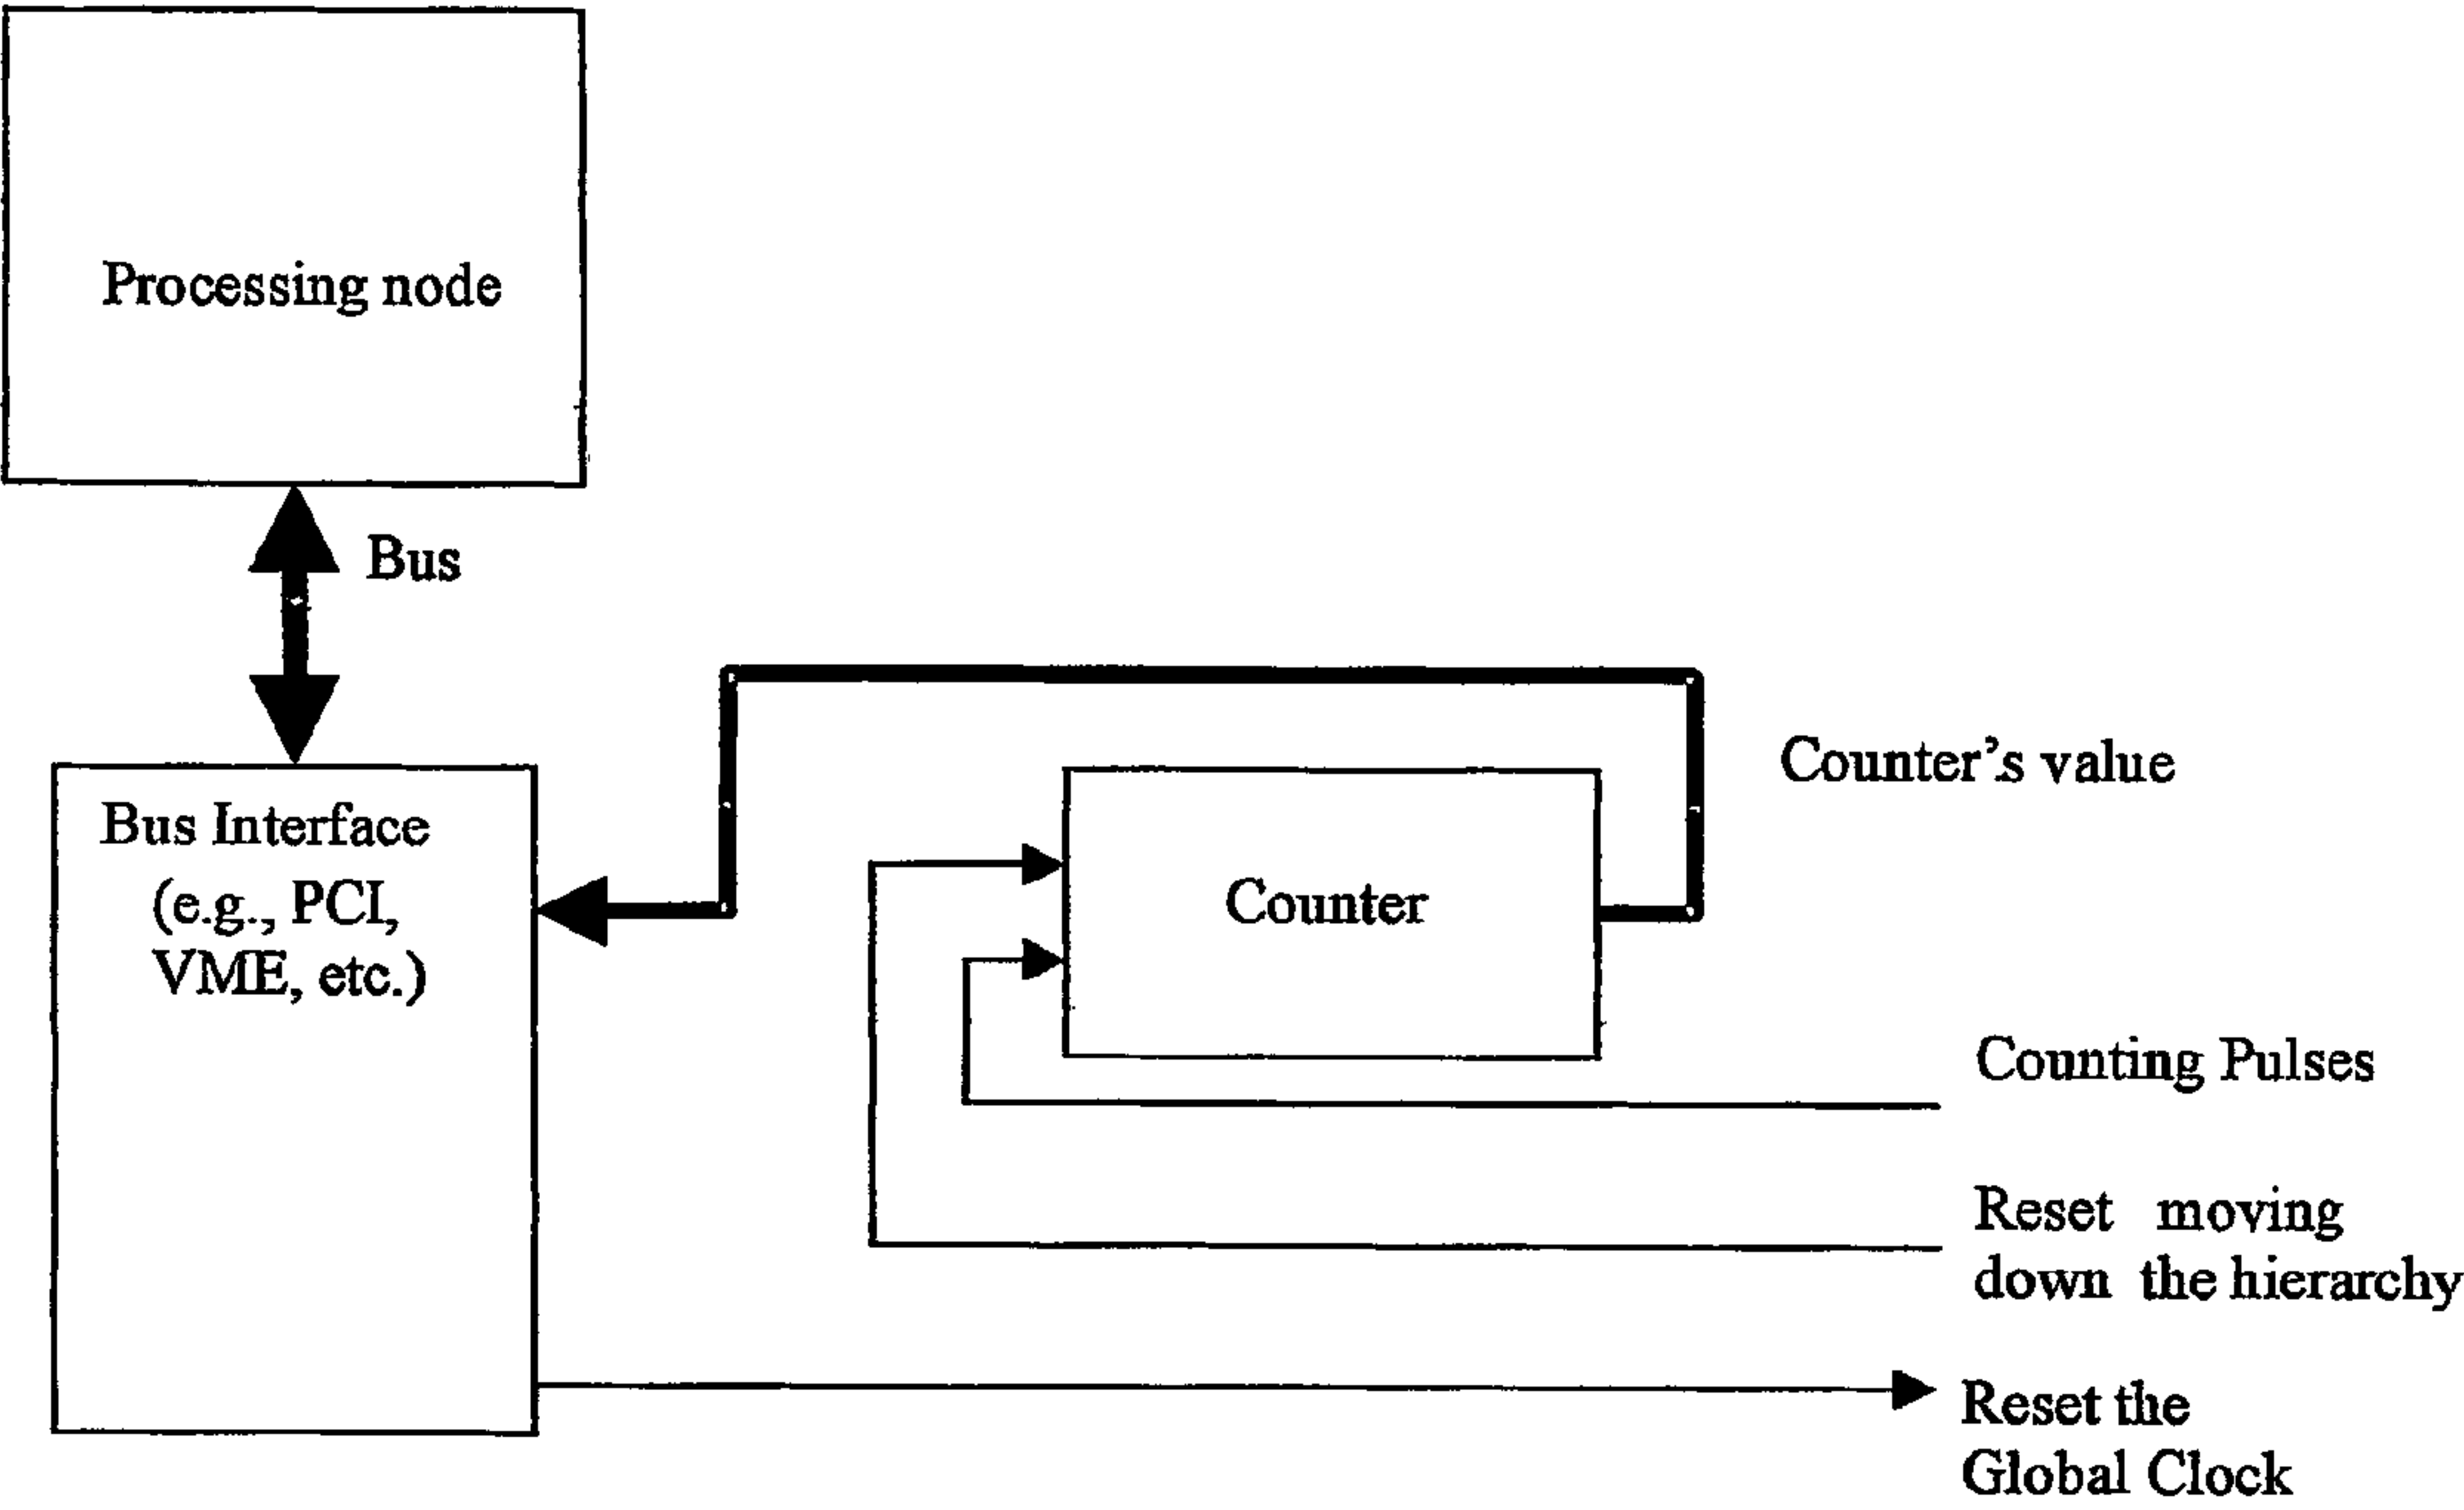 Processing node
Bus
Counter's value
Bus Interface
(e.g., PCI,
VME, etc.)
Counter
Counting Pulses
Reset moving
down the hierarchy
Reset the
Global Clock